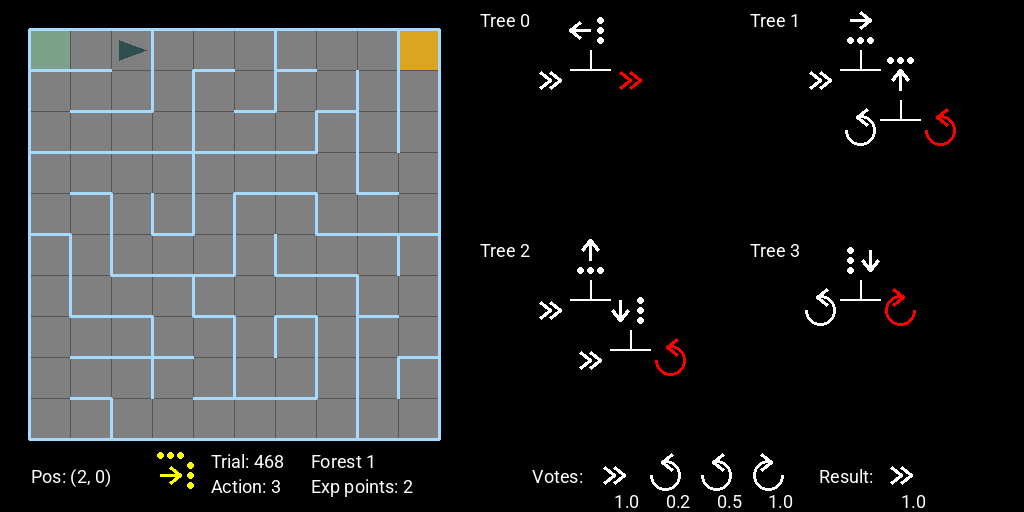 Tree 0
Tree 1
Tree 2
Tree 3
Pos: (2, 0)
Trial: 468
Forest 1
Action: 3
Exp points: 2
Votes:
Result:
1.0
0.2
0.5
1.0
1.0